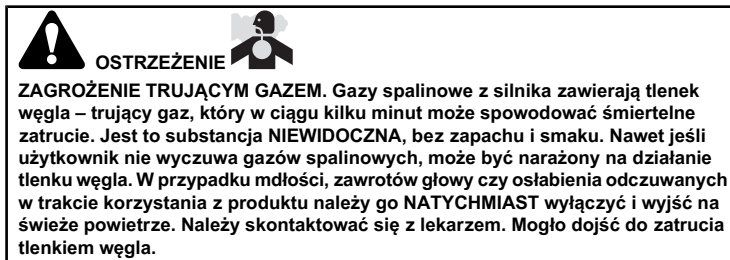 OSTRZEŻENIE
ZAGROŻENIE TRUJĄCYM GAZEM. Gazy spalinowe z silnika zawierają tlenek
węgla – trujący gaz, który w ciągu kilku minut może spowodować śmiertelne
zatrucie. Jest to substancja NIEWIDOCZNA, bez zapachu i smaku. Nawet jeśli
użytkownik nie wyczuwa gazów spalinowych, może być narażony na działanie
tlenku węgla. W przypadku mdłości, zawrotów głowy czy osłabienia odczuwanych
w trakcie korzystania z produktu należy go NATYCHMIAST wyłączyć i wyjść na
świeże powietrze. Należy skontaktować się z lekarzem. Mogło dojść do zatrucia
tlenkiem węgla.